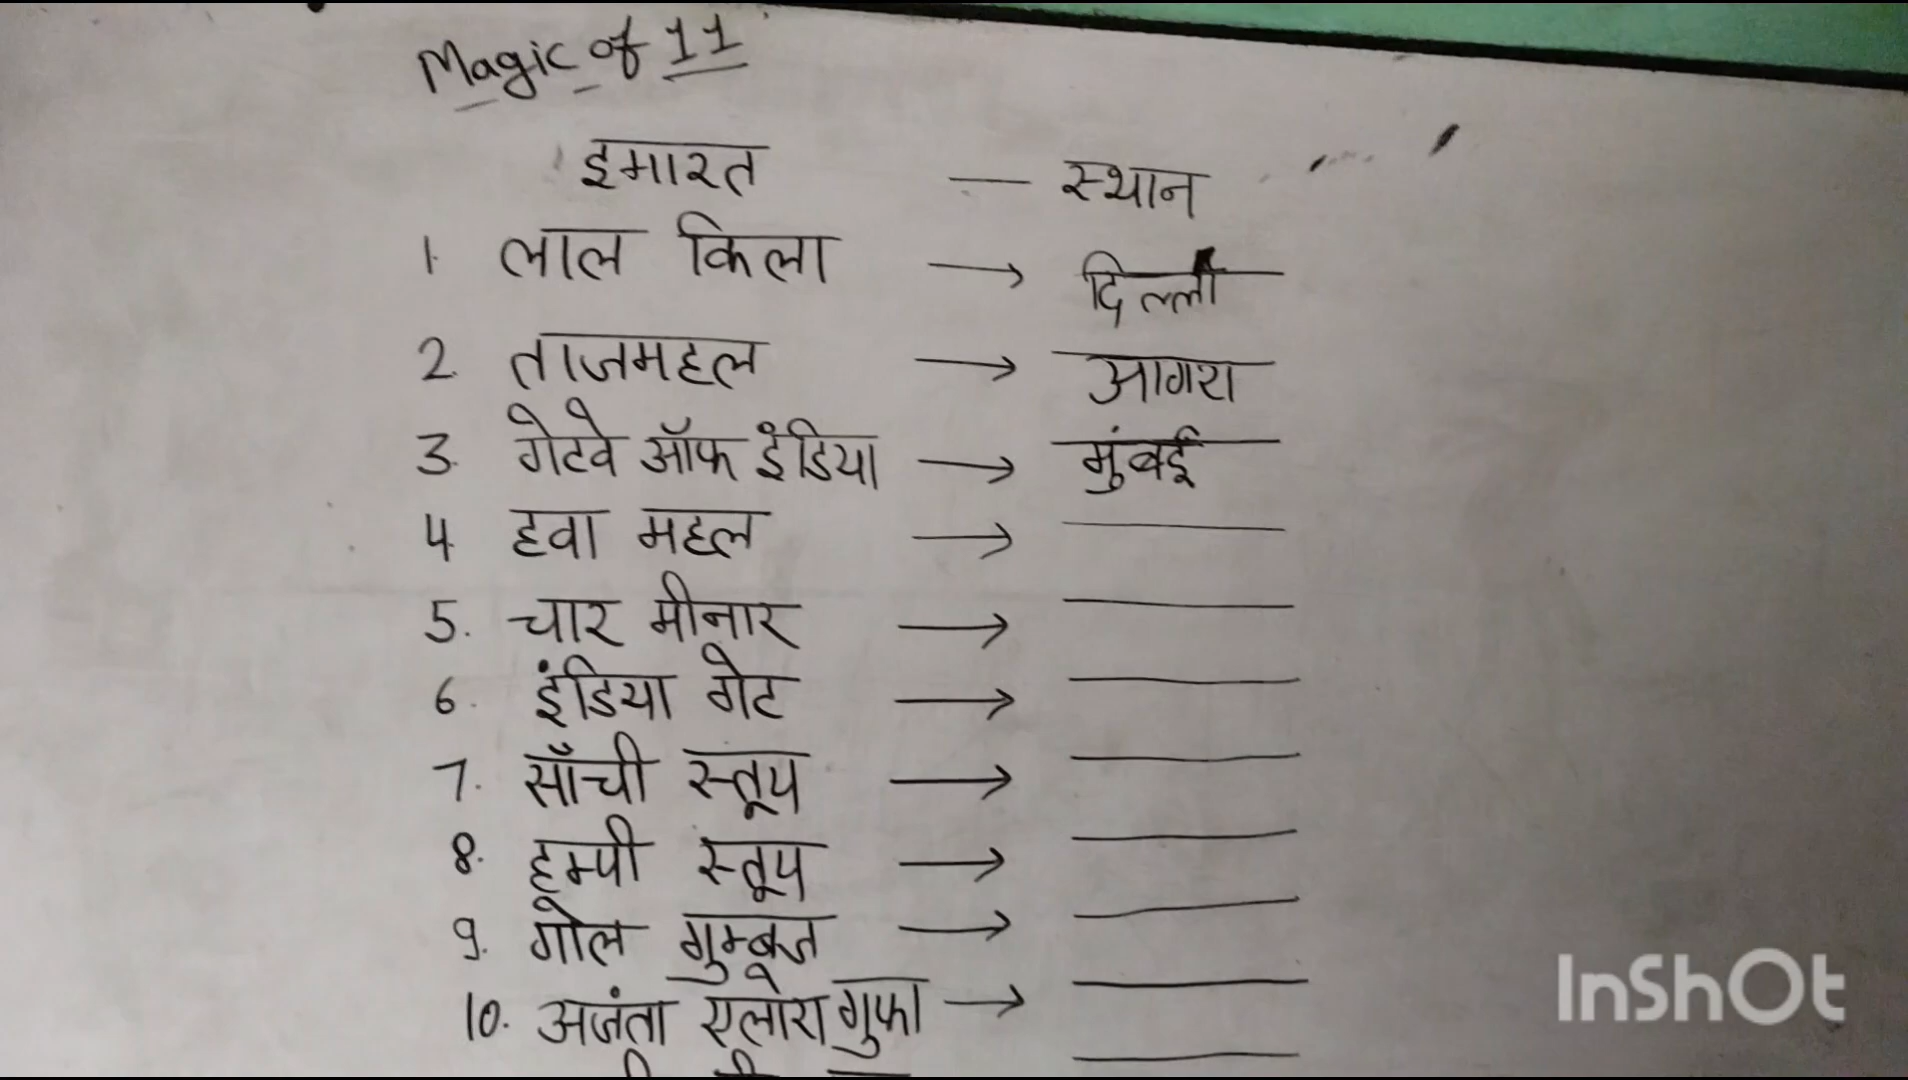 Magic of 11
इमारत — स्थान
1. लाल किला → दिल्ली
2. ताजमहल → आगरा
3. गेटवे ऑफ इंडिया → मुंबई
4 हवा महल →
5. चार मीनार →
6. इंडिया गेट →
7. साँची स्तूप →
8. हम्पी स्तूप →
9. गोल गुम्बज →
10. अजंता एलोरा गुफा →
InShOt